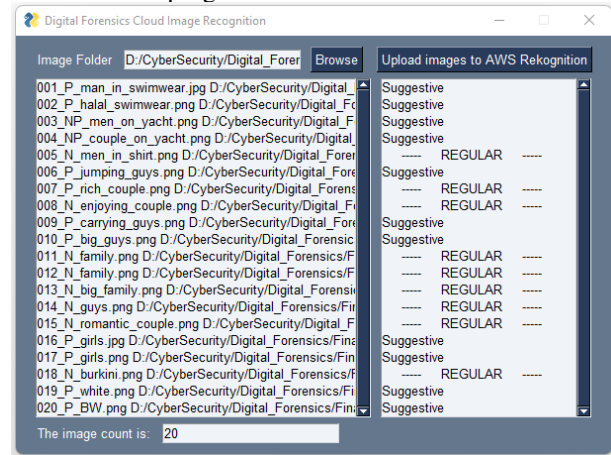 Digital Forensics Cloud Image Recognition
Image Folder D:/CyberSecurity/Digital_Forer Browse Upload images to AWS Rekognition
001_P_man_in_swimwear.jpg D:/CyberSecurity/Digital_ Suggestive
002_P_halal_swimwear.png D:/CyberSecurity/Digital_Fo Suggestive
003_NP_men_on_yacht.png D:/CyberSecurity/Digital_F Suggestive
004_NP_couple_on_yacht.png D:/CyberSecurity/Digital_ Suggestive
005_N_men_in_shirt.png D:/CyberSecurity/Digital_Foren ----- REGULAR -----
006_P_jumping_guys.png D:/CyberSecurity/Digital_Fore Suggestive
007_P_rich_couple.png D:/CyberSecurity/Digital_Forens ----- REGULAR -----
008_N_enjoying_couple.png D:/CyberSecurity/Digital_F ----- REGULAR -----
009_P_carrying_guys.png D:/CyberSecurity/Digital_For Suggestive
010_P_big_guys.png D:/CyberSecurity/Digital_Forensic Suggestive
011_N_family.png D:/CyberSecurity/Digital_Forensics/F ----- REGULAR -----
012_N_family.png D:/CyberSecurity/Digital_Forensics/F ----- REGULAR -----
013_N_big_family.png D:/CyberSecurity/Digital_Forensi ----- REGULAR -----
014_N_guys.png D:/CyberSecurity/Digital_Forensics/Fin ----- REGULAR -----
015_N_romantic_couple.png D:/CyberSecurity/Digital_F ----- REGULAR -----
016_P_girls.jpg D:/CyberSecurity/Digital_Forensics/Fina Suggestive
017_P_girls.png D:/CyberSecurity/Digital_Forensics/Fin Suggestive
018_N_burkini.png D:/CyberSecurity/Digital_Forensics/F ----- REGULAR -----
019_P_white.png D:/CyberSecurity/Digital_Forensics/Fi Suggestive
020_P_BW.png D:/CyberSecurity/Digital_Forensics/Fina Suggestive
The image count is: 20